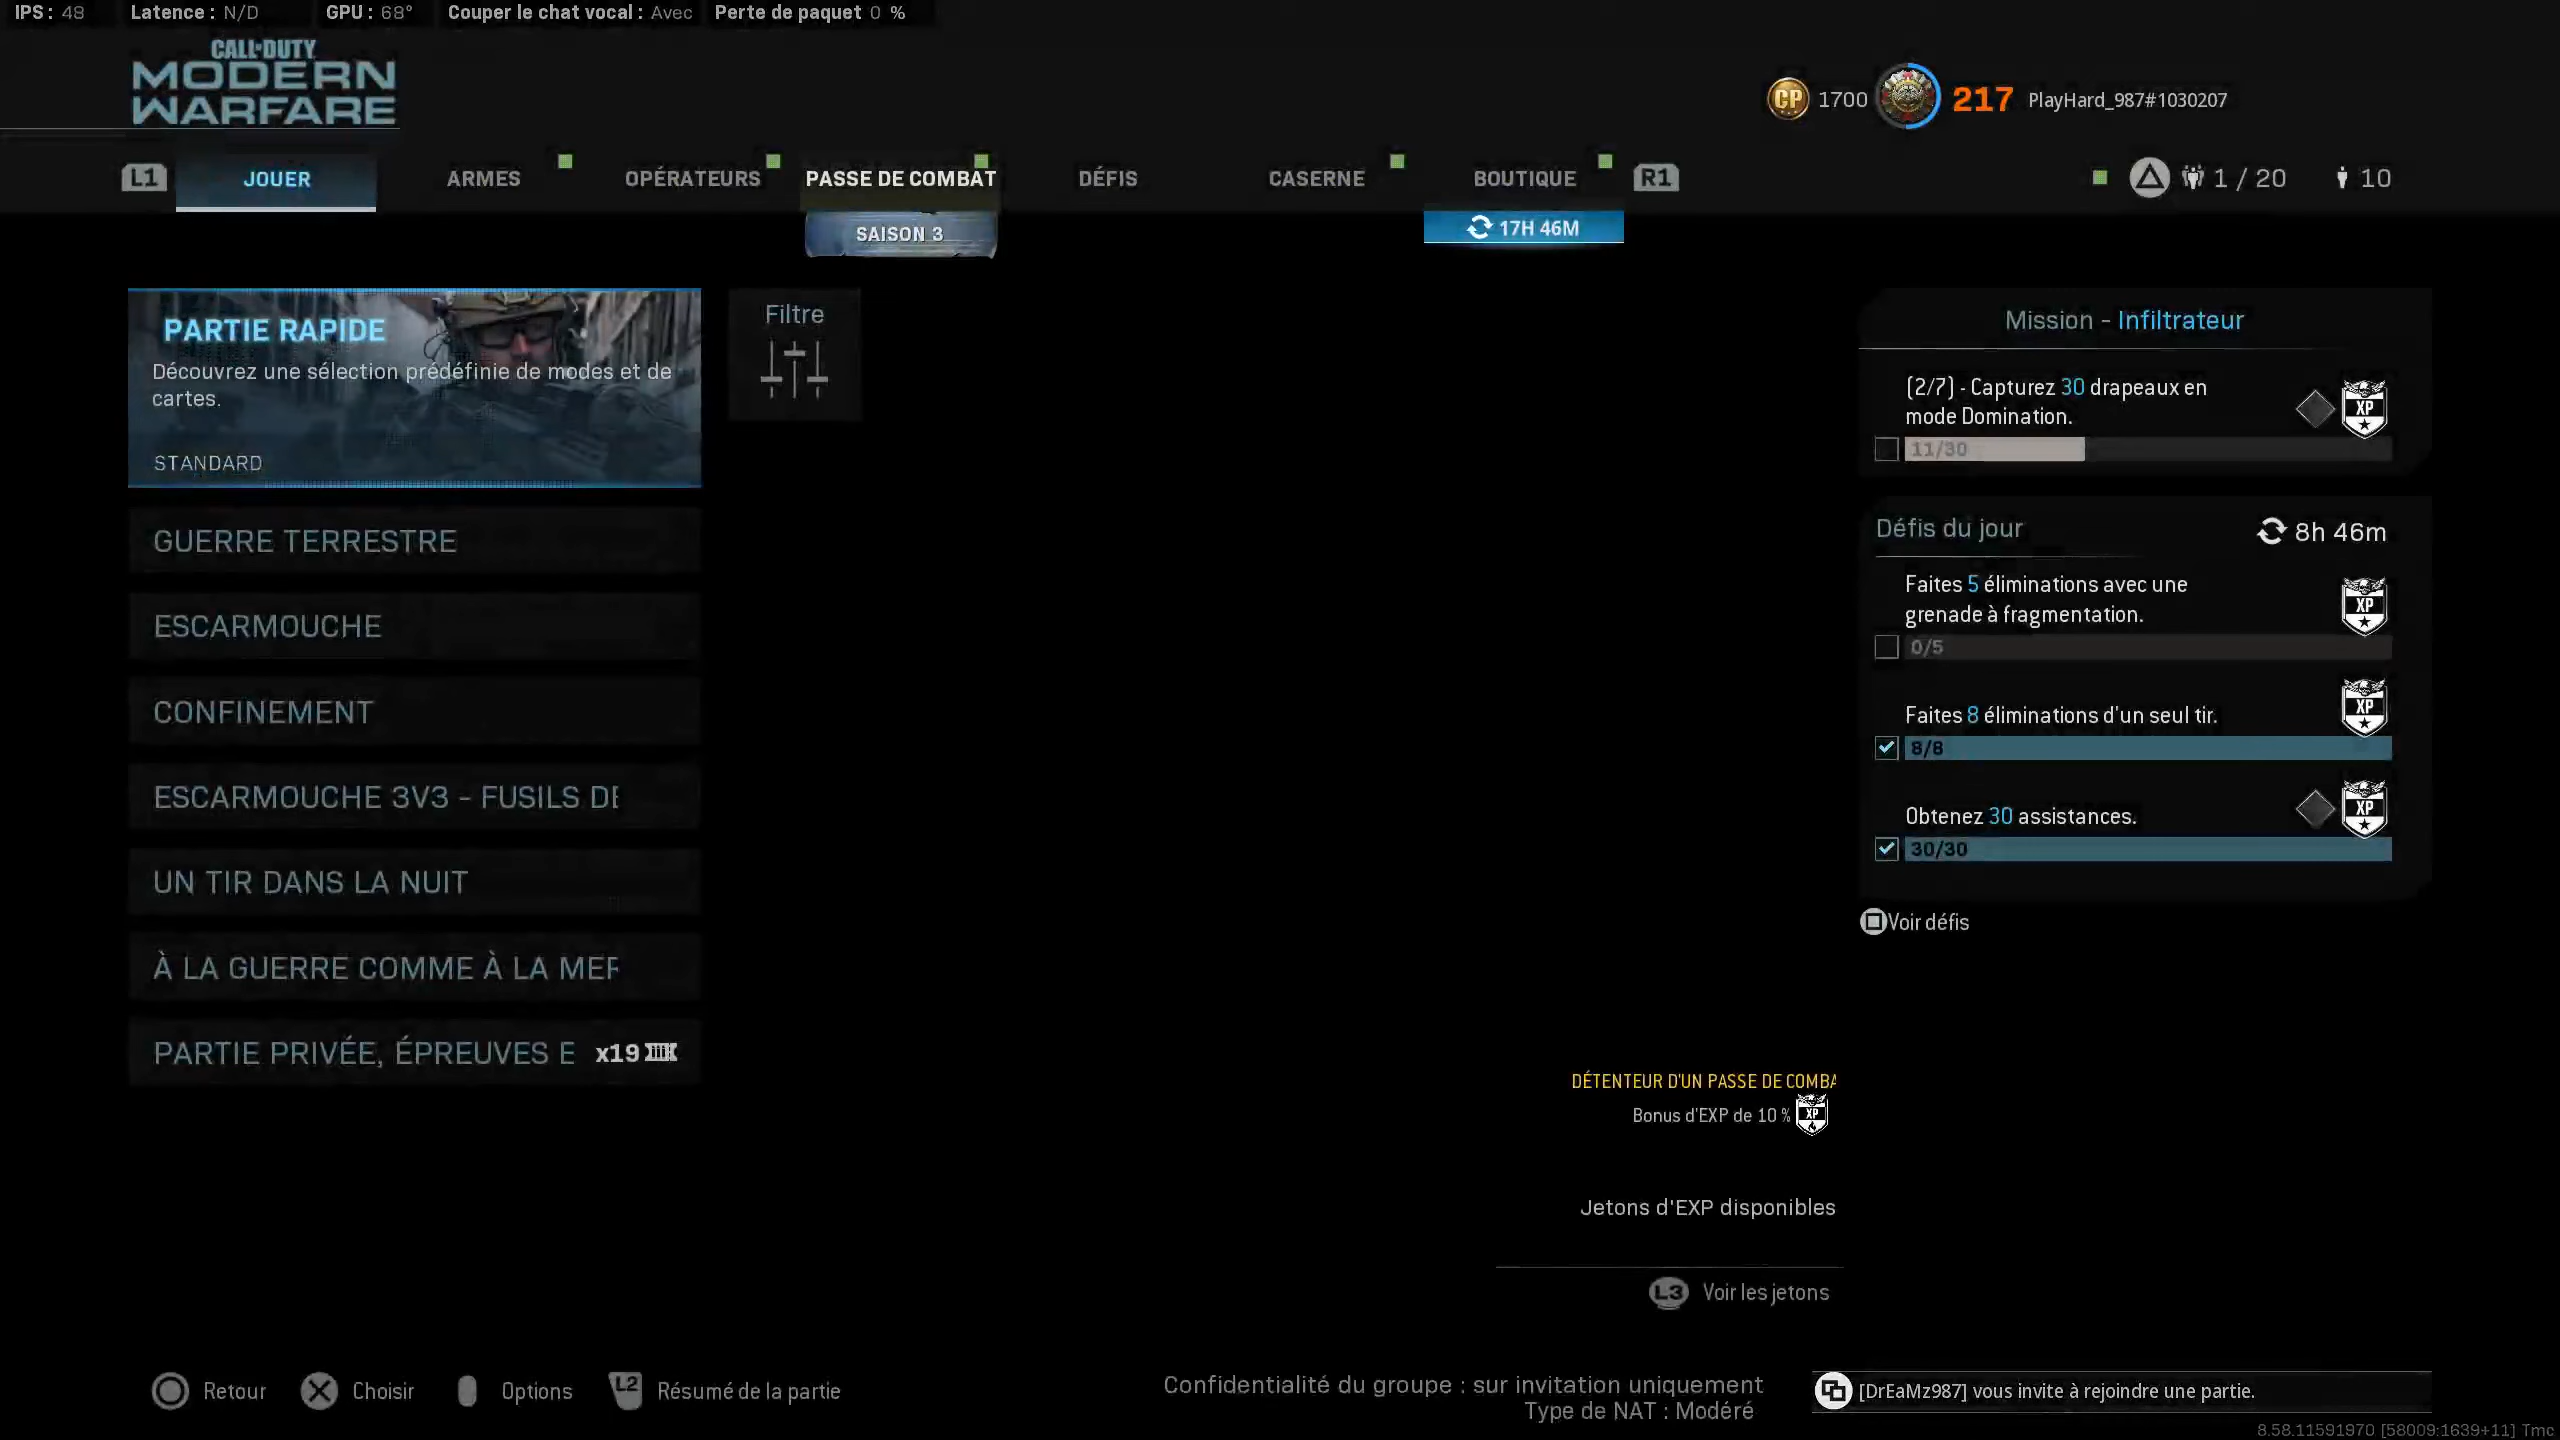 IPS : 48 Latence : N/D GPU : 68° Couper le chat vocal : Avec Perte de paquet 0 %
CALL·DUTY
MODERN
WARFARE
CP 1700 217 PlayHard_987#1030207
L1 JOUER ARMES OPÉRATEURS PASSE DE COMBAT DÉFIS CASERNE BOUTIQUE R1 1 / 20 10
SAISON 3 17H 46M
PARTIE RAPIDE
Découvrez une sélection prédéfinie de modes et de
cartes.
STANDARD
Filtre
GUERRE TERRESTRE
ESCARMOUCHE
CONFINEMENT
ESCARMOUCHE 3V3 - FUSILS DE
UN TIR DANS LA NUIT
À LA GUERRE COMME À LA MER
PARTIE PRIVÉE, ÉPREUVES E x19
Mission - Infiltrateur
(2/7) - Capturez 30 drapeaux en
mode Domination.
XP
11/30
Défis du jour 8h 46m
Faites 5 éliminations avec une
grenade à fragmentation.
XP
0/5
Faites 8 éliminations d'un seul tir.
XP
8/8
Obtenez 30 assistances.
XP
30/30
Voir défis
DÉTENTEUR D'UN PASSE DE COMBA
Bonus d'EXP de 10 % XP
Jetons d'EXP disponibles
L3 Voir les jetons
Retour Choisir Options L2 Résumé de la partie
Confidentialité du groupe : sur invitation uniquement
Type de NAT : Modéré
[DrEaMz987] vous invite à rejoindre une partie.
8.58.11591970 [58009:1639+11] Tmc